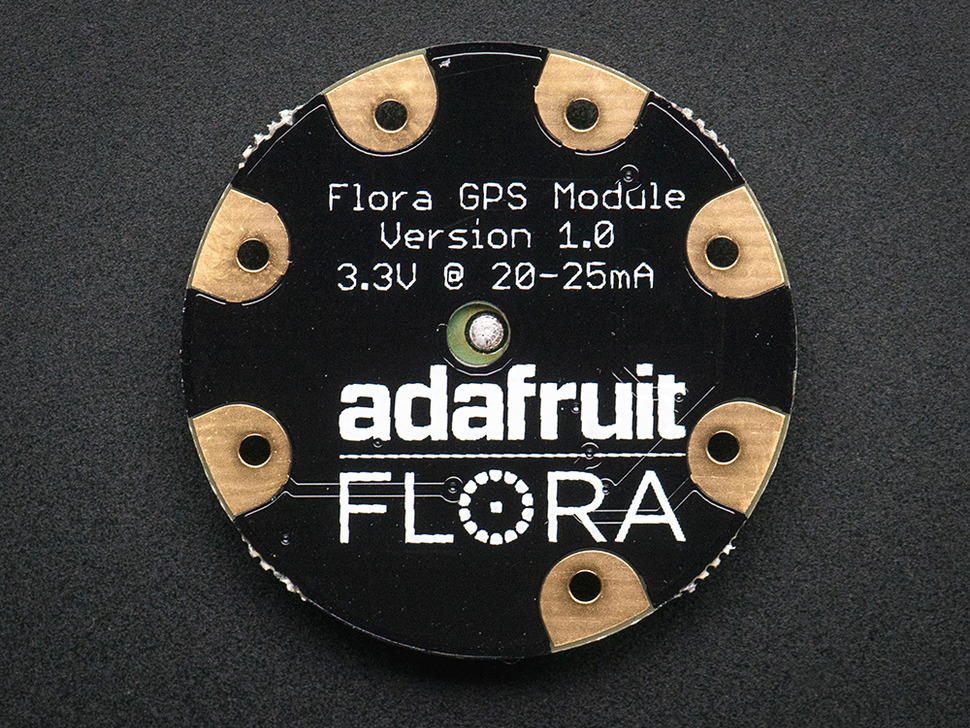 Flora GPS Module
Version 1.0
3.3V @ 20-25mA
adafruit
FLORA